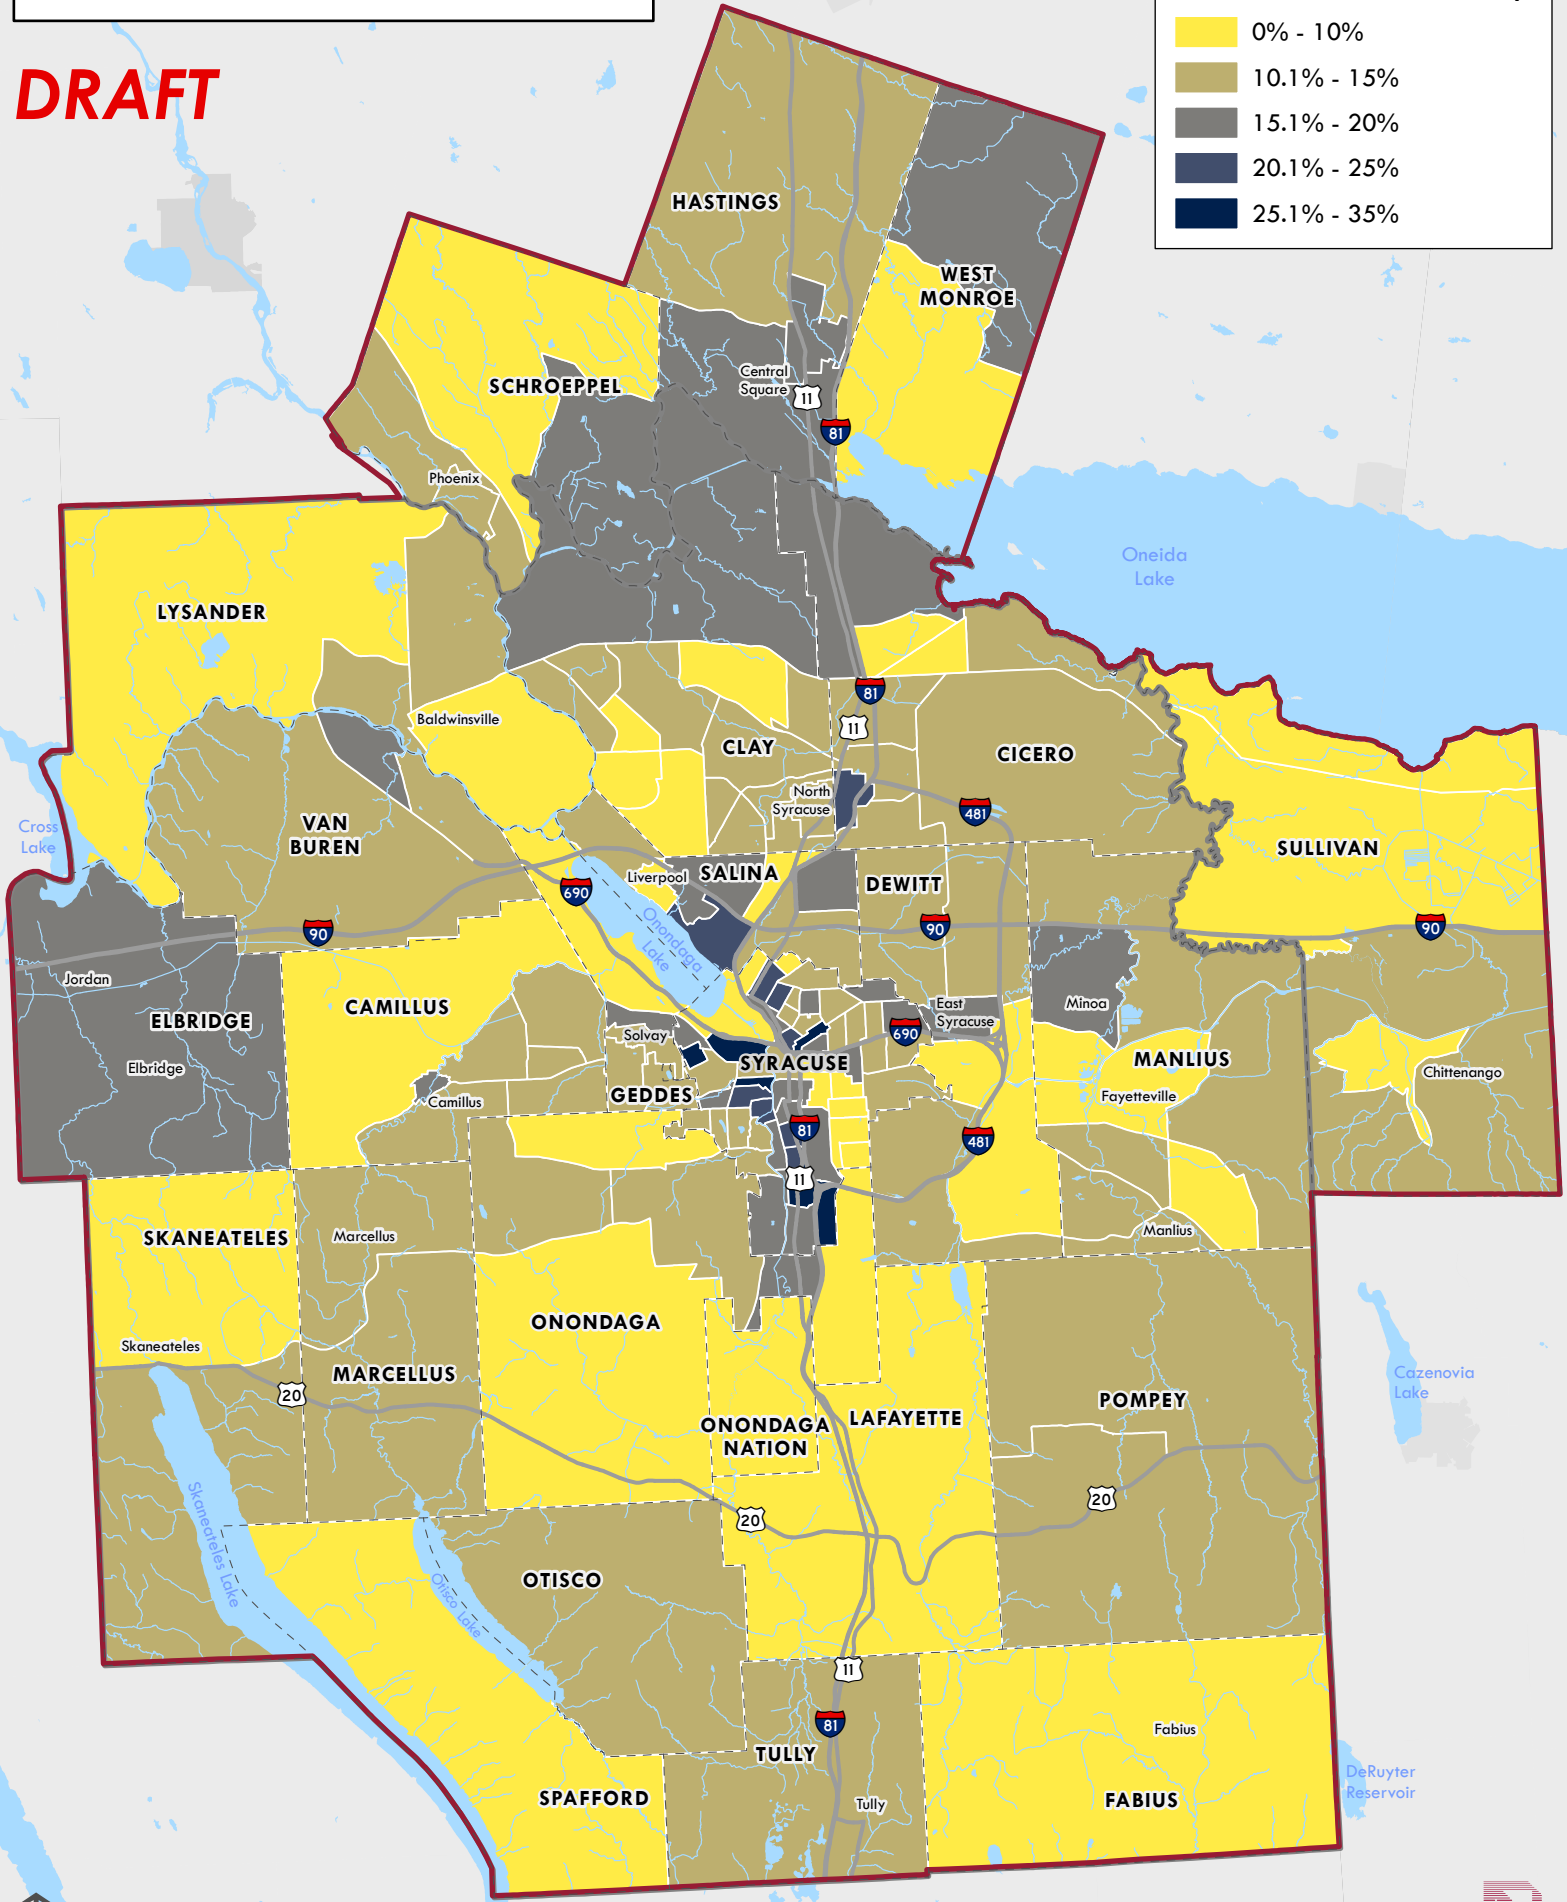 DRAFT
0% - 10%
10.1% - 15%
15.1% - 20%
20.1% - 25%
25.1% - 35%
HASTINGS
WEST
MONROE
SCHROEPPEL
Central
Square
11
81
Phoenix
Oneida
Lake
LYSANDER
81
Baldwinsville
11
CLAY
CICERO
North
Syracuse
481
VAN
BUREN
Cross
Lake
SULLIVAN
SALINA
Liverpool
DEWITT
690
90
90
90
Onondaga
Lake
Jordan
CAMILLUS
ELBRIDGE
East
Syracuse
Minoa
Solvay
690
SYRACUSE
MANLIUS
Elbridge
Chittenango
GEDDES
Camillus
Fayetteville
81
481
11
SKANEATELES
Marcellus
Manlius
ONONDAGA
Skaneateles
MARCELLUS
20
Cazenovia
Lake
POMPEY
LAFAYETTE
ONONDAGA
NATION
20
20
Skaneateles Lake
OTISCO
Otisco Lake
11
81
Fabius
TULLY
DeRuyter
Reservoir
SPAFFORD
Tully
FABIUS